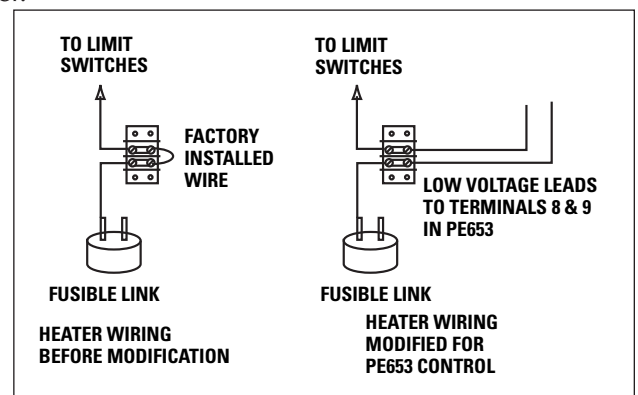 TO LIMIT
SWITCHES
FACTORY
INSTALLED
WIRE
FUSIBLE LINK
HEATER WIRING
BEFORE MODIFICATION
TO LIMIT
SWITCHES
LOW VOLTAGE LEADS
TO TERMINALS 8 & 9
IN PE653
FUSIBLE LINK
HEATER WIRING
MODIFIED FOR
PE653 CONTROL